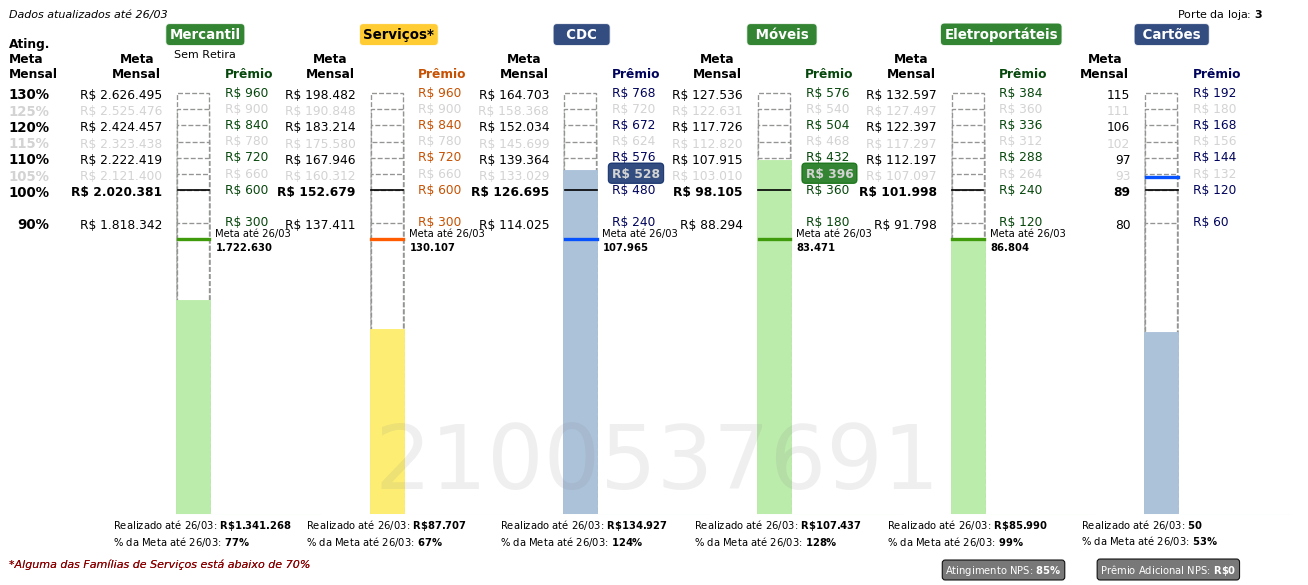 Dados atualizados até 26/03
Porte da loja: 3
Mercantil Serviços* CDC Móveis Eletroportáteis Cartões
Sem Retira
Ating. Meta Mensal
Meta Mensal Prêmio Meta Mensal Prêmio Meta Mensal Prêmio Meta Mensal Prêmio Meta Mensal Prêmio Meta Mensal Prêmio
130% R$ 2.626.495 R$ 960 R$ 198.482 R$ 960 R$ 164.703 R$ 768 R$ 127.536 R$ 576 R$ 132.597 R$ 384 115 R$ 192
125% R$ 2.525.476 R$ 900 R$ 190.848 R$ 900 R$ 158.368 R$ 720 R$ 122.631 R$ 540 R$ 127.497 R$ 360 111 R$ 180
120% R$ 2.424.457 R$ 840 R$ 183.214 R$ 840 R$ 152.034 R$ 672 R$ 117.726 R$ 504 R$ 122.397 R$ 336 106 R$ 168
115% R$ 2.323.438 R$ 780 R$ 175.580 R$ 780 R$ 145.699 R$ 624 R$ 112.820 R$ 468 R$ 117.297 R$ 312 102 R$ 156
110% R$ 2.222.419 R$ 720 R$ 167.946 R$ 720 R$ 139.364 R$ 576 R$ 107.915 R$ 432 R$ 112.197 R$ 288 97 R$ 144
105% R$ 2.121.400 R$ 660 R$ 160.312 R$ 660 R$ 133.029 R$ 528 R$ 103.010 R$ 396 R$ 107.097 R$ 264 93 R$ 132
100% R$ 2.020.381 R$ 600 R$ 152.679 R$ 600 R$ 126.695 R$ 480 R$ 98.105 R$ 360 R$ 101.998 R$ 240 89 R$ 120
90% R$ 1.818.342 R$ 300 R$ 137.411 R$ 300 R$ 114.025 R$ 240 R$ 88.294 R$ 180 R$ 91.798 R$ 120 80 R$ 60
Meta até 26/03 Meta até 26/03 Meta até 26/03 Meta até 26/03 Meta até 26/03
1.722.630 130.107 107.965 83.471 86.804
2100537691
Realizado até 26/03: R$1.341.268 Realizado até 26/03: R$87.707 Realizado até 26/03: R$134.927 Realizado até 26/03: R$107.437 Realizado até 26/03: R$85.990 Realizado até 26/03: 50
% da Meta até 26/03: 77% % da Meta até 26/03: 67% % da Meta até 26/03: 124% % da Meta até 26/03: 128% % da Meta até 26/03: 99% % da Meta até 26/03: 53%
*Alguma das Famílias de Serviços está abaixo de 70%
Atingimento NPS: 85% Prêmio Adicional NPS: R$0